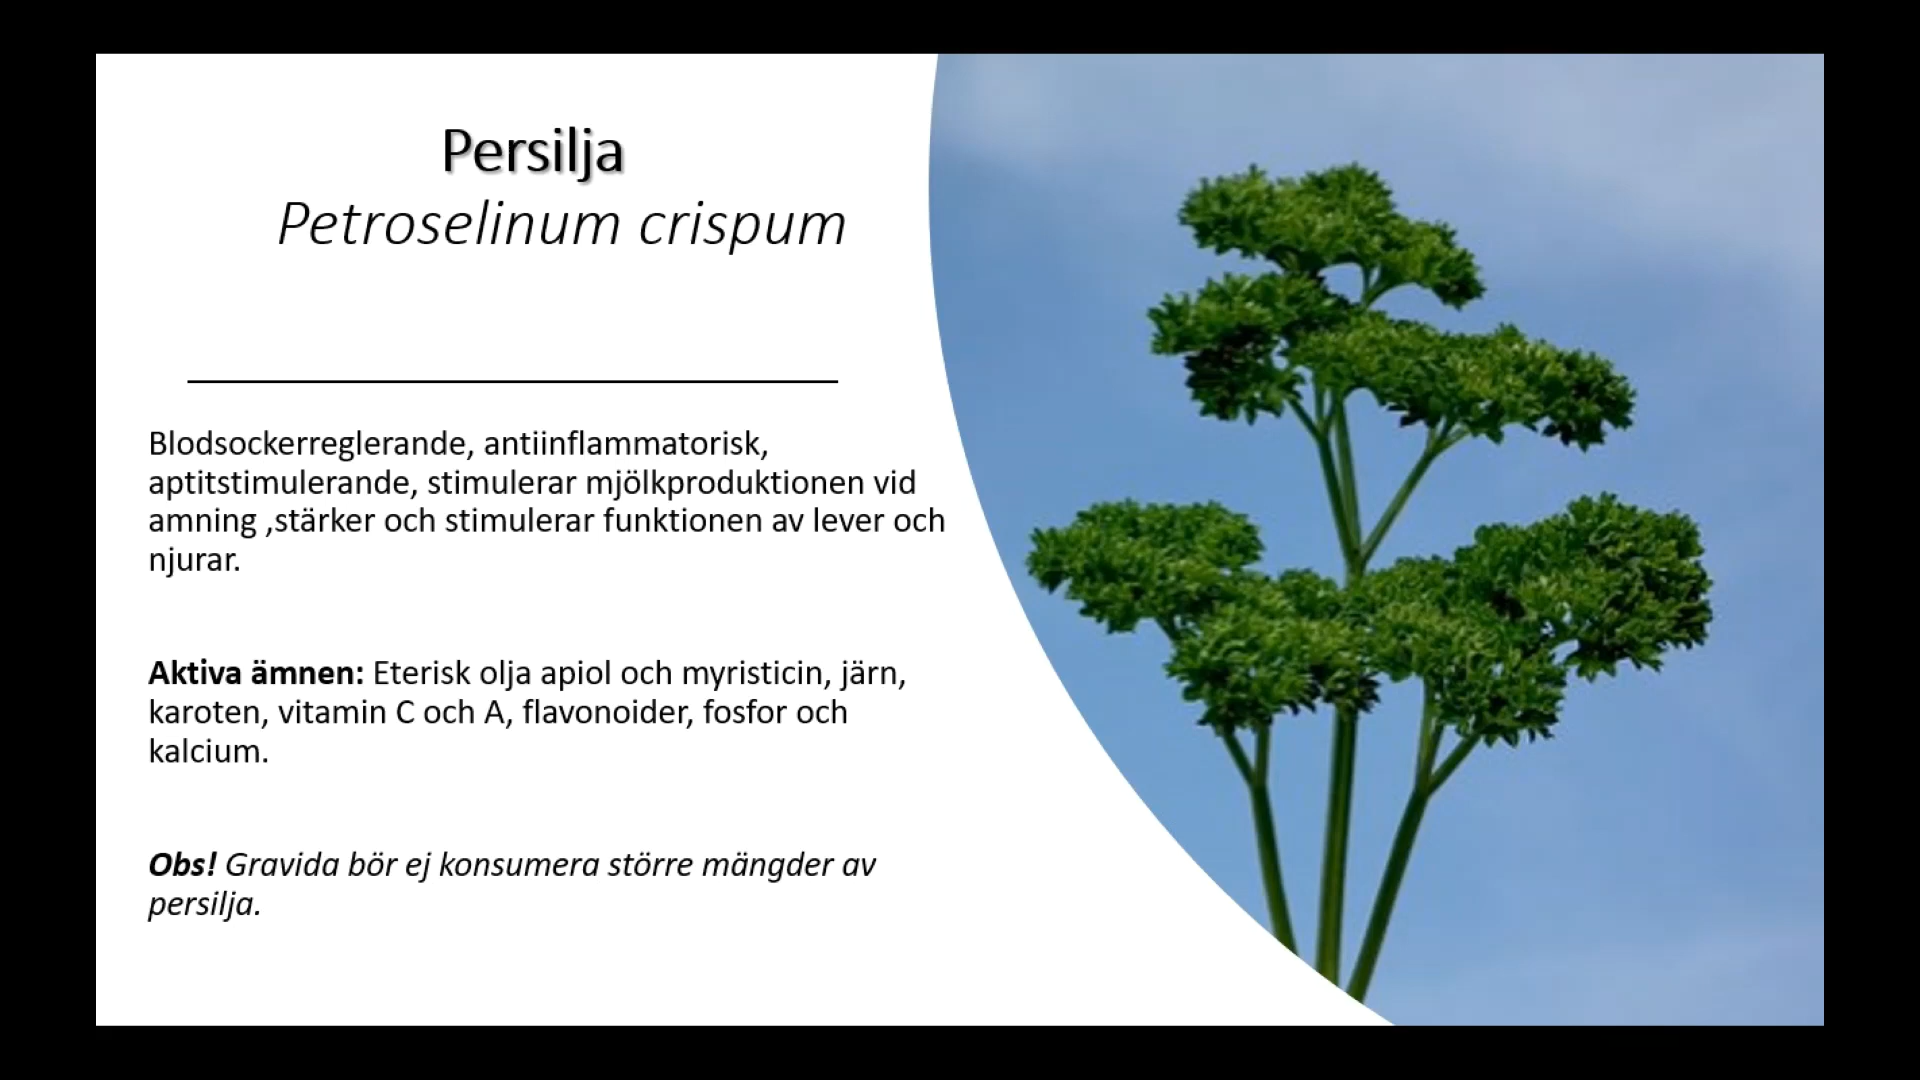 Persilja
Petroselinum crispum
Blodsockerreglerande, antiinflammatorisk,
aptitstimulerande, stimulerar mjölkproduktionen vid
amning ,stärker och stimulerar funktionen av lever och
njurar.
Aktiva ämnen: Eterisk olja apiol och myristicin, järn,
karoten, vitamin C och A, flavonoider, fosfor och
kalcium.
Obs! Gravida bör ej konsumera större mängder av
persilja.